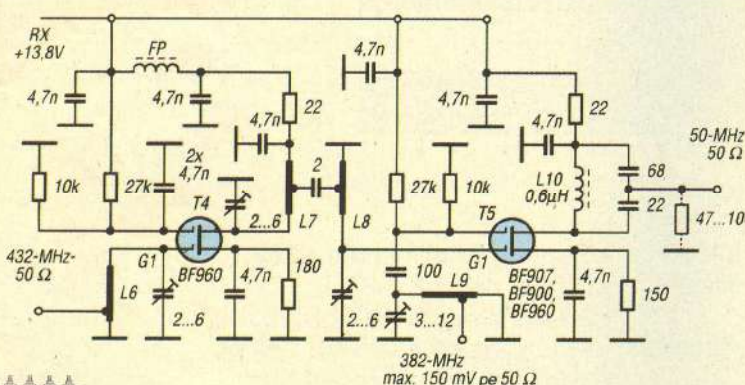 RX
+13,8V
FP
4,7n
4,7n
4,7n
22
4,7n
2x
4,7n
10k
27k
T4
2...6
L7
2
L8
432-MHz-
50 Ω
G1
BF960
L6
2...6
4,7n
180
4,7n
4,7n
22
4,7n
50-MHz
50 Ω
68
L10
0,6µH
22
27k
10k
T5
G1
BF907,
BF900,
BF960
4,7n
150
100
L9
2...6
3...12
382-MHz
max. 150 mV pe 50 Ω